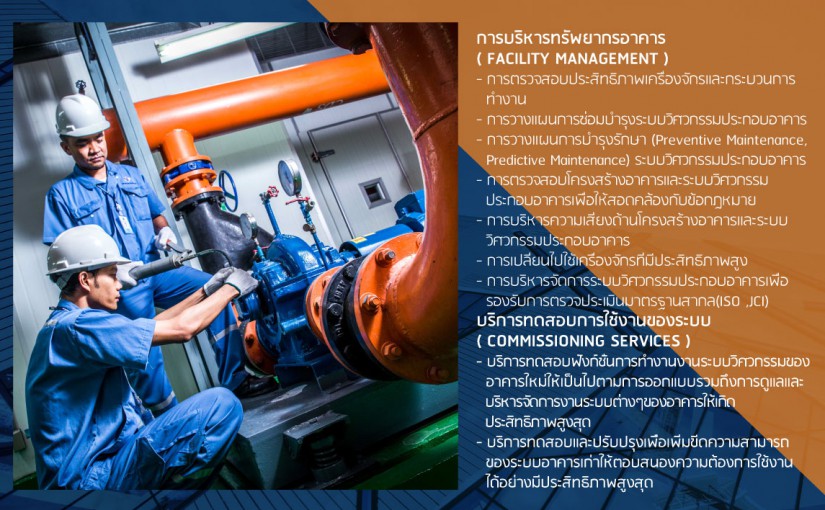 การบริหารทรัพยากรอาคาร
( FACILITY MANAGEMENT )
- การตรวจสอบประสิทธิภาพเครื่องจักรและกระบวนการ
ทำงาน
- การวางแผนการซ่อมบำรุงระบบวิศวกรรมประกอบอาคาร
- การวางแผนการบำรุงรักษา (Preventive Maintenance,
Predictive Maintenance) ระบบวิศวกรรมประกอบอาคาร
- การตรวจสอบโครงสร้างอาคารและระบบวิศวกรรม
ประกอบอาคารเพื่อให้สอดคล้องกับข้อกฎหมาย
- การบริหารความเสี่ยงด้านโครงสร้างอาคารและระบบ
วิศวกรรมประกอบอาคาร
- การเปลี่ยนไปใช้เครื่องจักรที่มีประสิทธิภาพสูง
- การบริหารจัดการระบบวิศวกรรมประกอบอาคารเพื่อ
รองรับการตรวจประเมินมาตรฐานสากล(ISO ,JCI)
บริการทดสอบการใช้งานของระบบ
( COMMISSIONING SERVICES )
- บริการทดสอบฟังก์ชันการทำงานงานระบบวิศวกรรมของ
อาคารใหม่ให้เป็นไปตามการออกแบบรวมถึงการดูแลและ
บริหารจัดการงานระบบต่างๆของอาคารให้เกิด
ประสิทธิภาพสูงสุด
- บริการทดสอบและปรับปรุงเพื่อเพิ่มขีดความสามารถ
ของระบบอาคารเก่าให้ตอบสนองความต้องการใช้งาน
ได้อย่างมีประสิทธิภาพสูงสุด